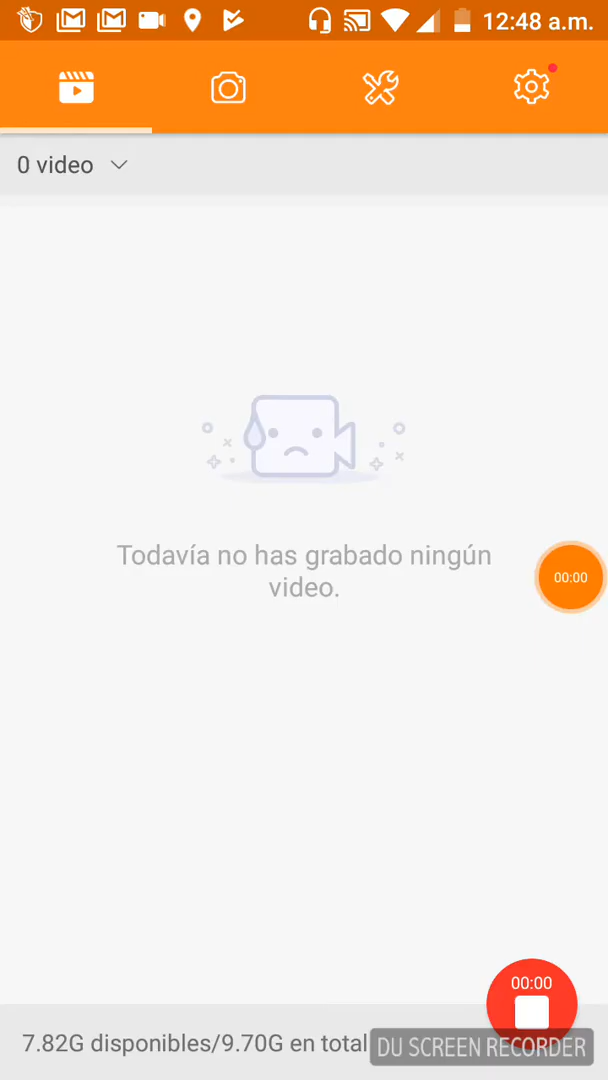 12:48 a.m.
0 video
Todavía no has grabado ningún
video.
00:00
00:00
7.82G disponibles/9.70G en total
DU SCREEN RECORDER